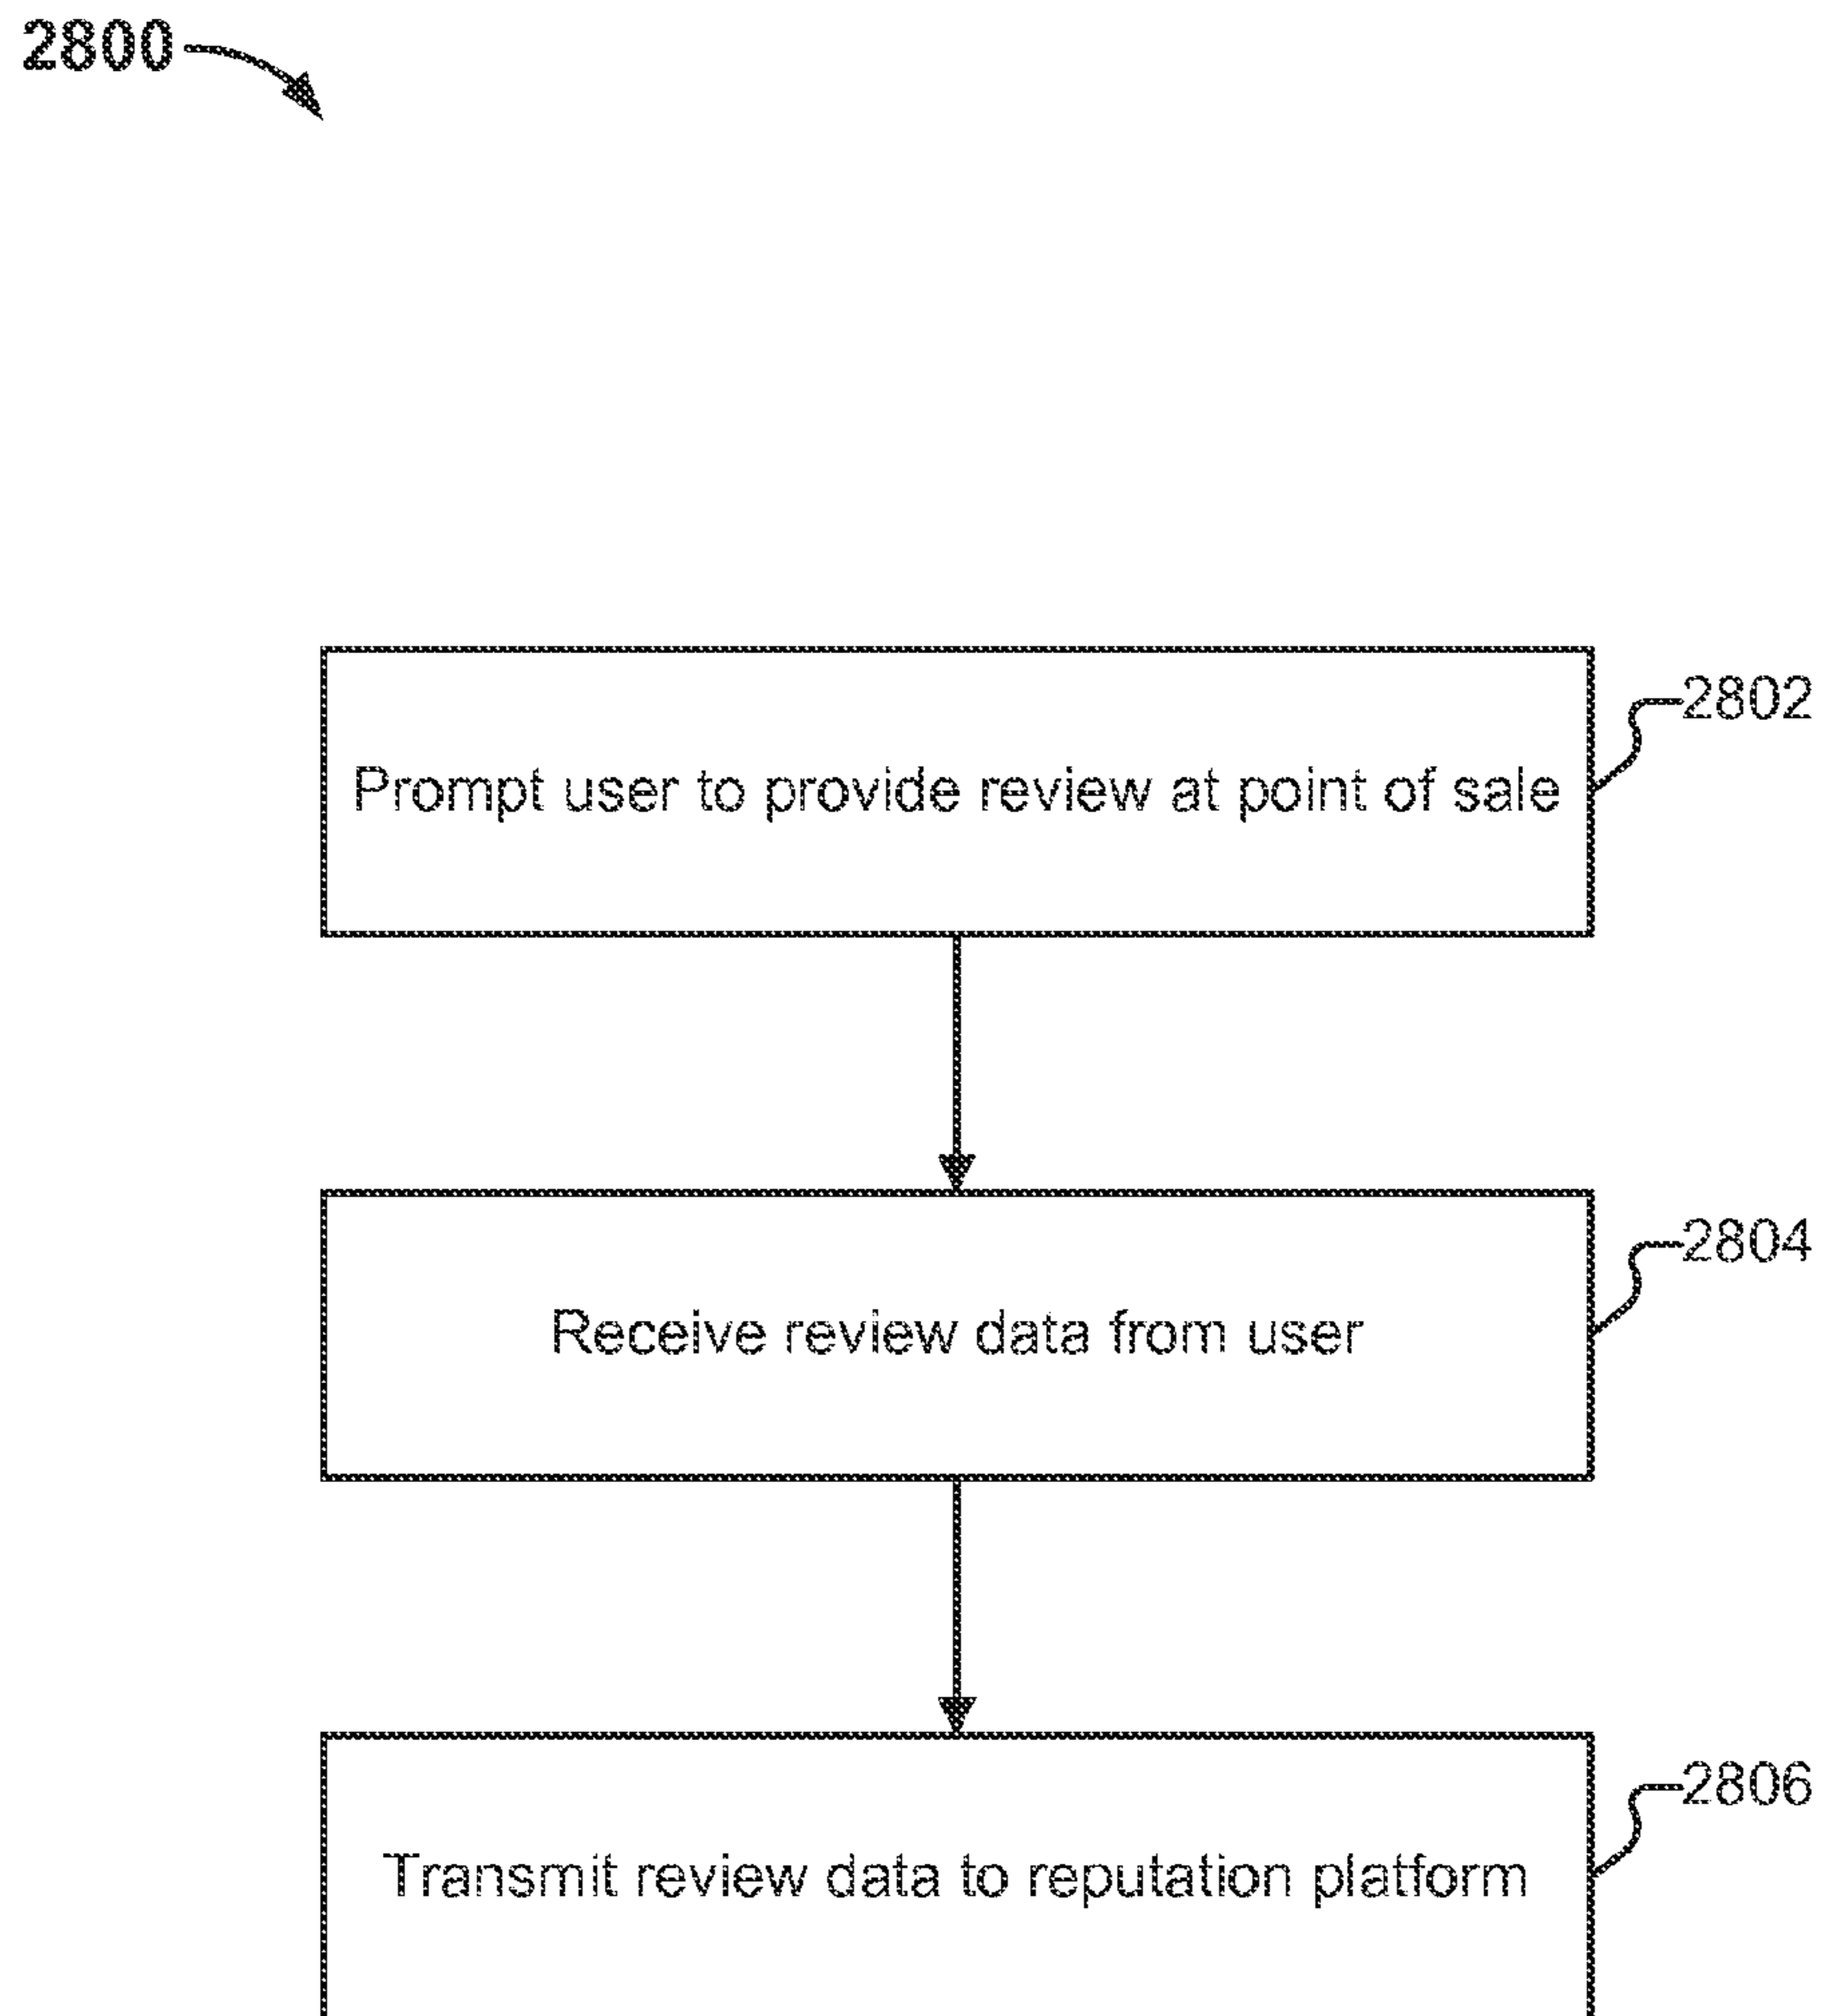 2800
Prompt user to provide review at point of sale
2802
Receive review data from user
2804
Transmit review data to reputation platform
2806